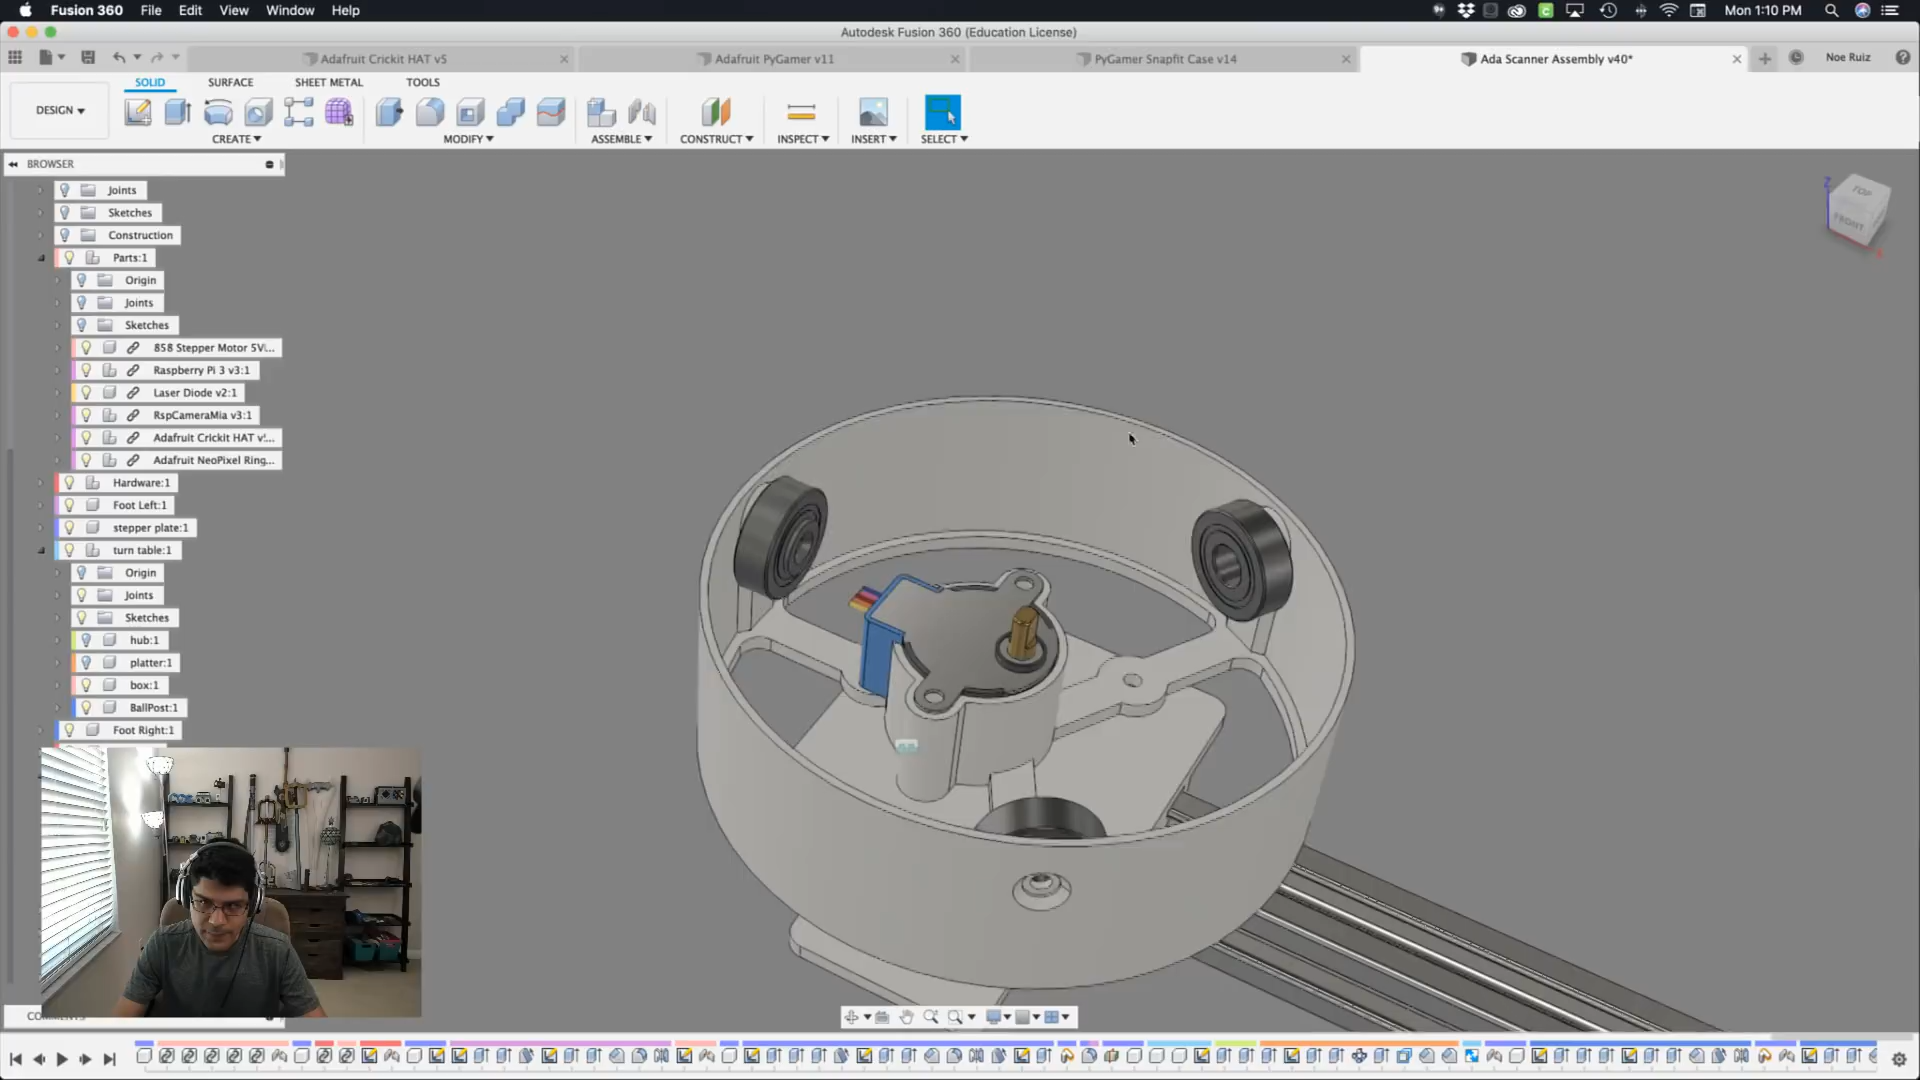 Fusion 360 File Edit View Window Help
Mon 1:10 PM
Autodesk Fusion 360 (Education License)
Adafruit Crickit HAT v5
Adafruit PyGamer v11
PyGamer Snapfit Case v14
Ada Scanner Assembly v40*
Noe Ruiz
SOLID SURFACE SHEET METAL TOOLS
DESIGN
CREATE MODIFY ASSEMBLE CONSTRUCT INSPECT INSERT SELECT
BROWSER
Joints
Sketches
Construction
Parts:1
Origin
Joints
Sketches
858 Stepper Motor 5V\...
Raspberry Pi 3 v3:1
Laser Diode v2:1
RspCameraMia v3:1
Adafruit Crickit HAT v!...
Adafruit NeoPixel Ring...
Hardware:1
Foot Left:1
stepper plate:1
turn table:1
Origin
Joints
Sketches
hub:1
platter:1
box:1
BallPost:1
Foot Right:1
Z
TOP
FRONT
X
COMMENTS